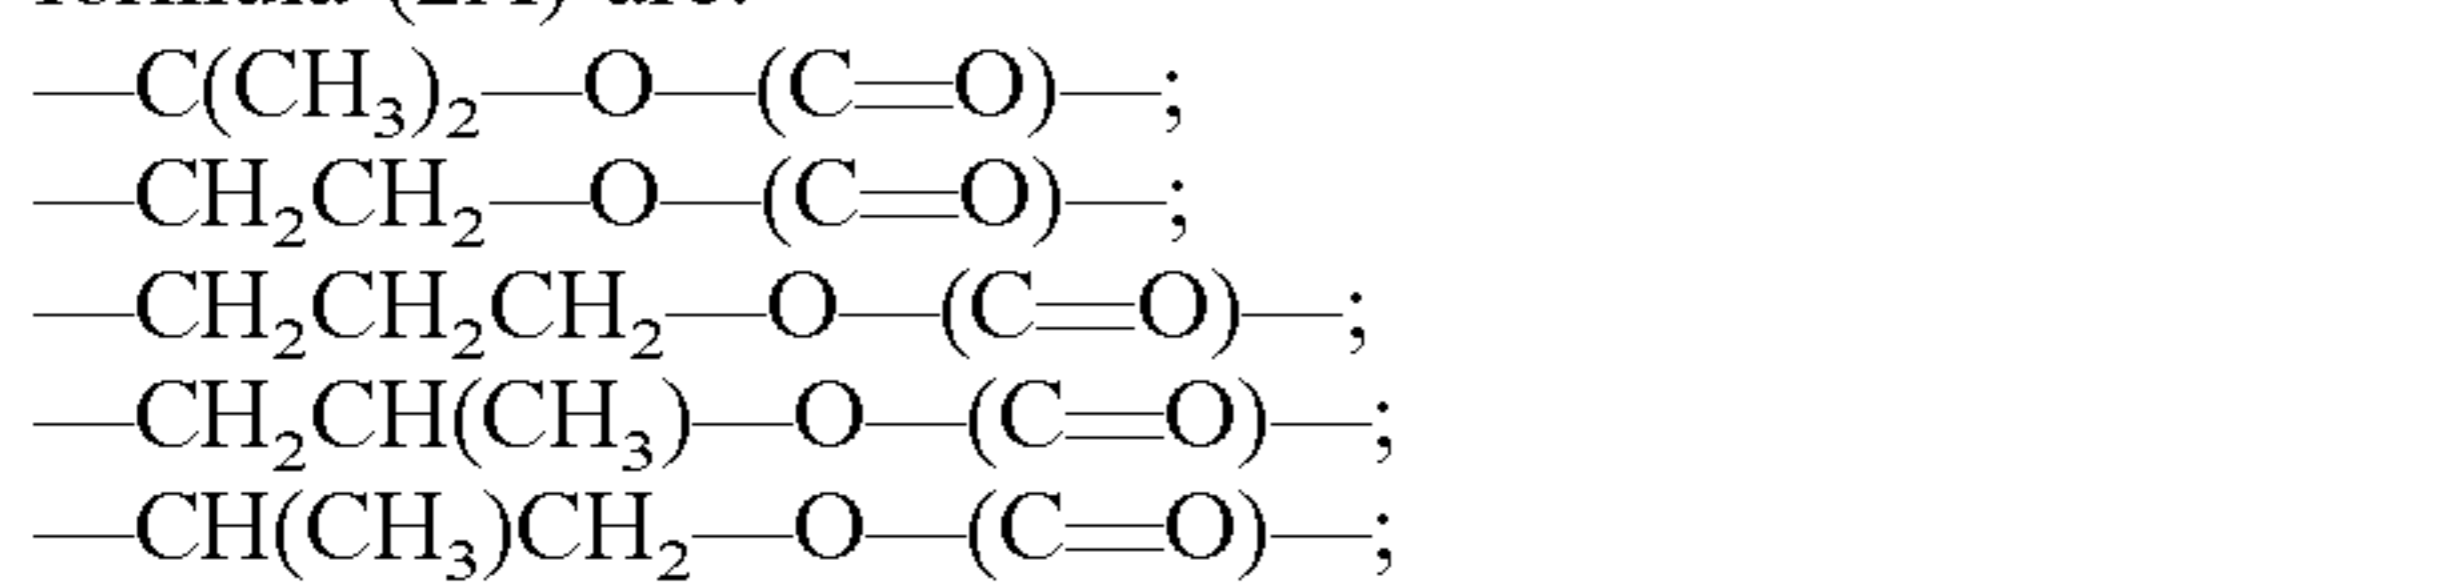 —C(CH₃)₂—O—(C═O)—;
—CH₂CH₂—O—(C═O)—;
—CH₂CH₂CH₂—O—(C═O)—;
—CH₂CH(CH₃)—O—(C═O)—;
—CH(CH₃)CH₂—O—(C═O)—;